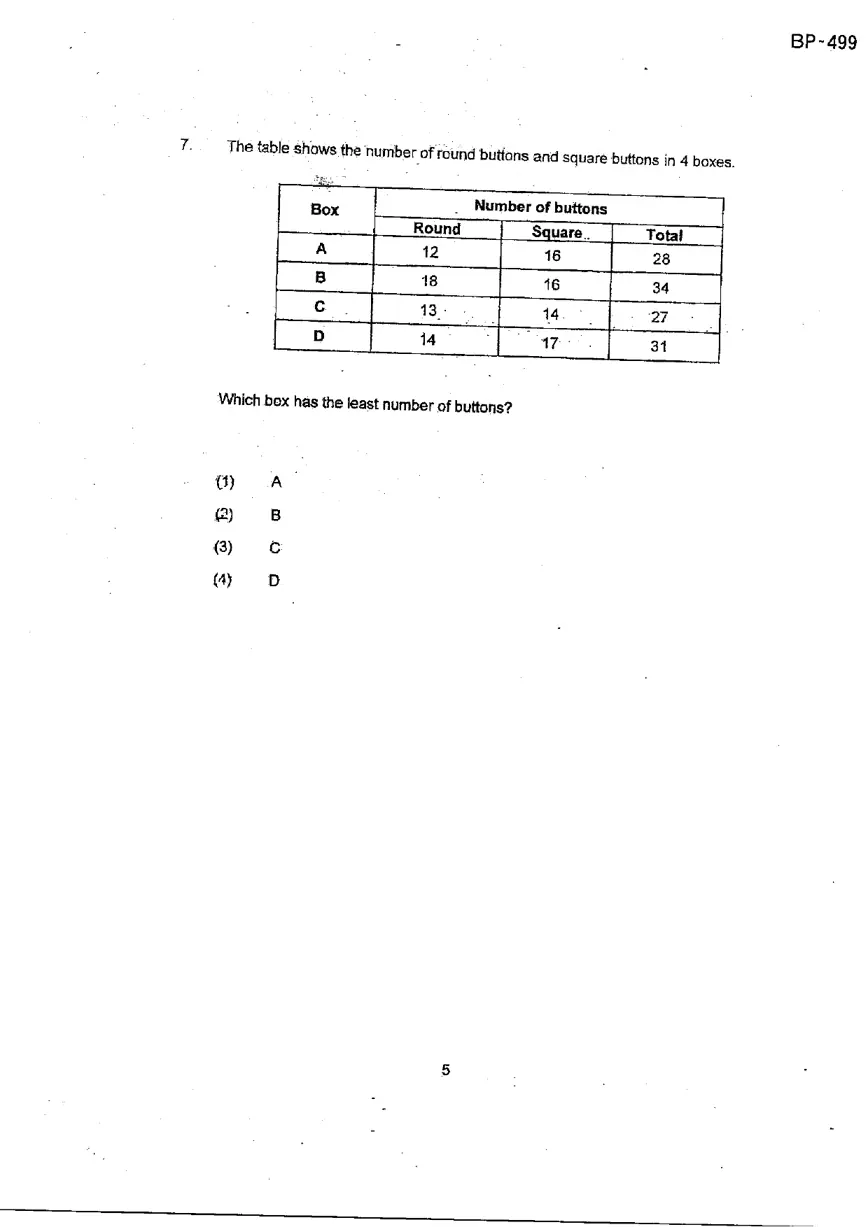 BP-499
7. The table shows the number of round buttons and square buttons in 4 boxes.
Box Number of buttons
Round Square Total
A 12 16 28
B 18 16 34
C 13 14 27
D 14 17 31
Which box has the least number of buttons?
(1) A
(2) B
(3) C
(4) D
5